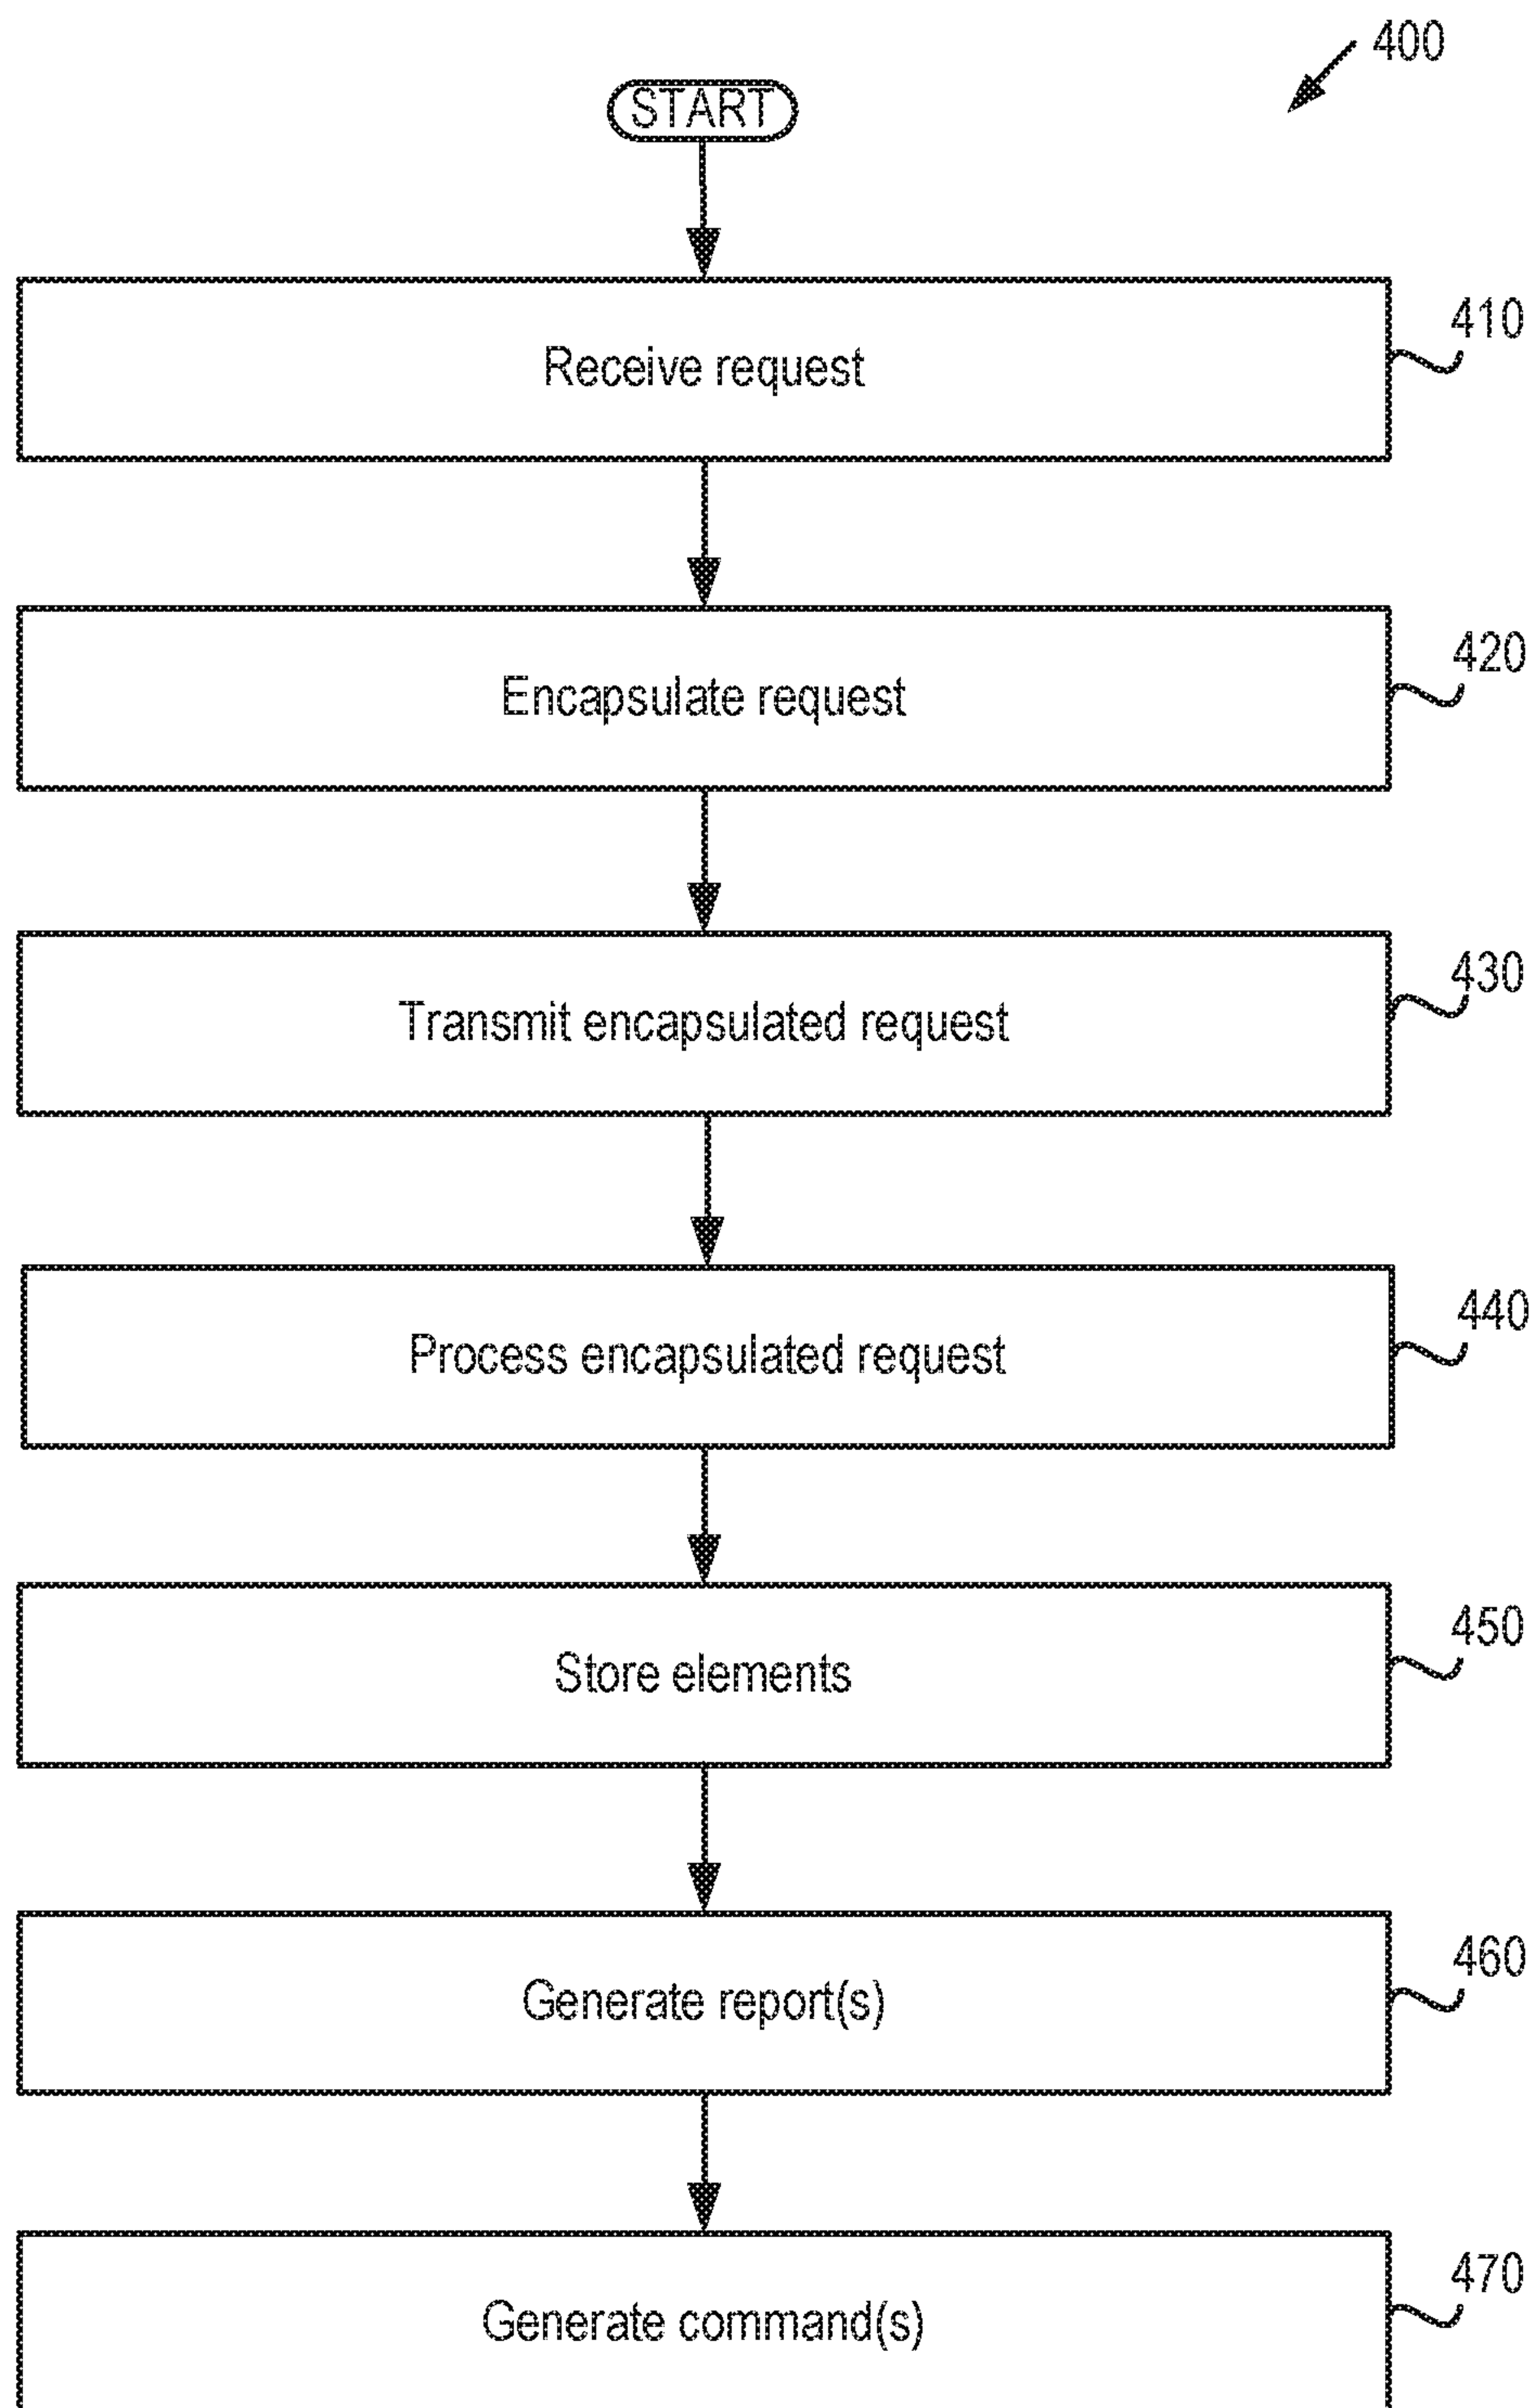 400
START
410
Receive request
420
Encapsulate request
430
Transmit encapsulated request
440
Process encapsulated request
450
Store elements
460
Generate report(s)
470
Generate command(s)